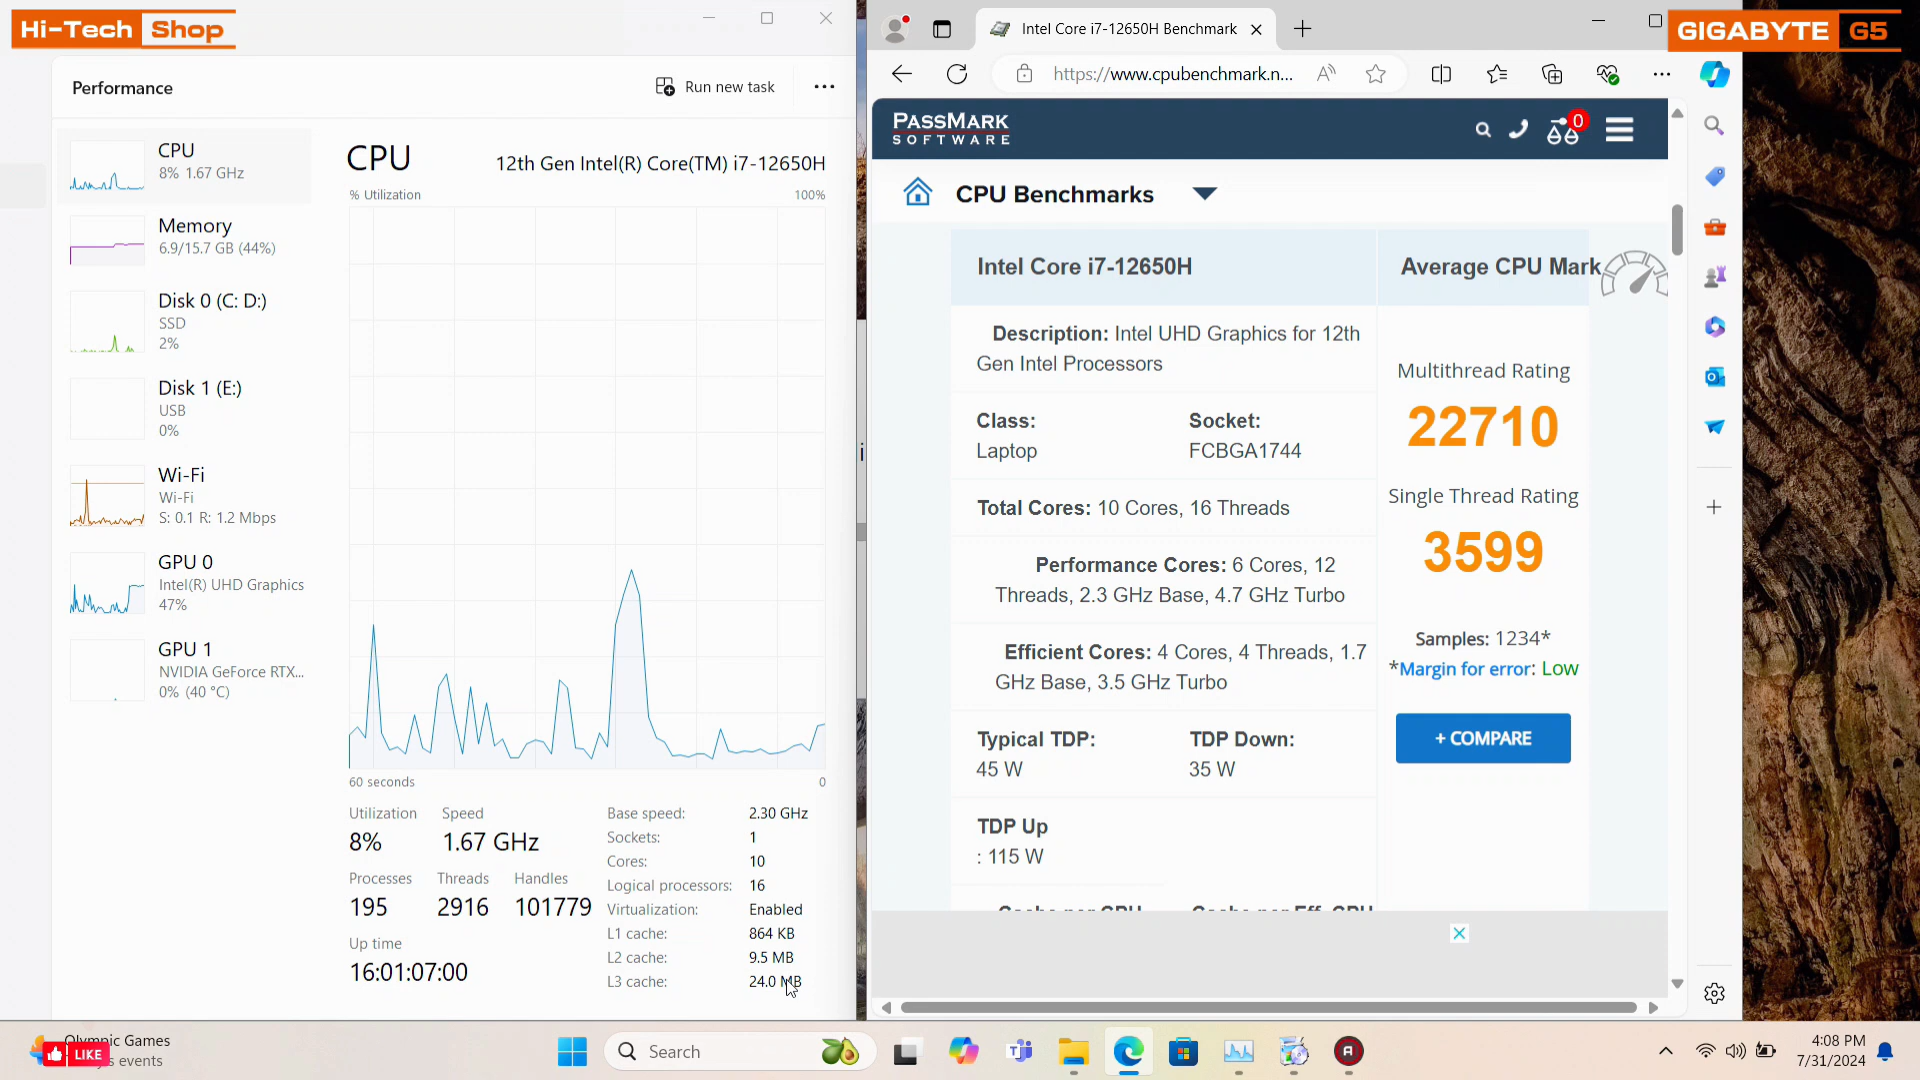 Hi-Tech Shop
Performance
Run new task
CPU
8% 1.67 GHz
Memory
6.9/15.7 GB (44%)
Disk 0 (C: D:)
SSD
2%
Disk 1 (E:)
USB
0%
Wi-Fi
Wi-Fi
S: 0.1 R: 1.2 Mbps
GPU 0
Intel(R) UHD Graphics
47%
GPU 1
NVIDIA GeForce RTX...
0% (40 °C)
CPU
12th Gen Intel(R) Core(TM) i7-12650H
% Utilization
100%
60 seconds
0
Utilization
Speed
8%
1.67 GHz
Processes
Threads
Handles
195
2916
101779
Up time
16:01:07:00
Base speed: 2.30 GHz
Sockets: 1
Cores: 10
Logical processors: 16
Virtualization: Enabled
L1 cache: 864 KB
L2 cache: 9.5 MB
L3 cache: 24.0 MB
Intel Core i7-12650H Benchmark
GIGABYTE G5
https://www.cpubenchmark.n...
PASSMARK
SOFTWARE
0
CPU Benchmarks
Intel Core i7-12650H
Average CPU Mark
Description: Intel UHD Graphics for 12th
Gen Intel Processors
Class:
Laptop
Socket:
FCBGA1744
Total Cores: 10 Cores, 16 Threads
Performance Cores: 6 Cores, 12
Threads, 2.3 GHz Base, 4.7 GHz Turbo
Efficient Cores: 4 Cores, 4 Threads, 1.7
GHz Base, 3.5 GHz Turbo
Typical TDP:
45 W
TDP Down:
35 W
TDP Up
: 115 W
Multithread Rating
22710
Single Thread Rating
3599
Samples: 1234*
*Margin for error: Low
+ COMPARE
Olympic Games
LIKE
events
Search
4:08 PM
7/31/2024